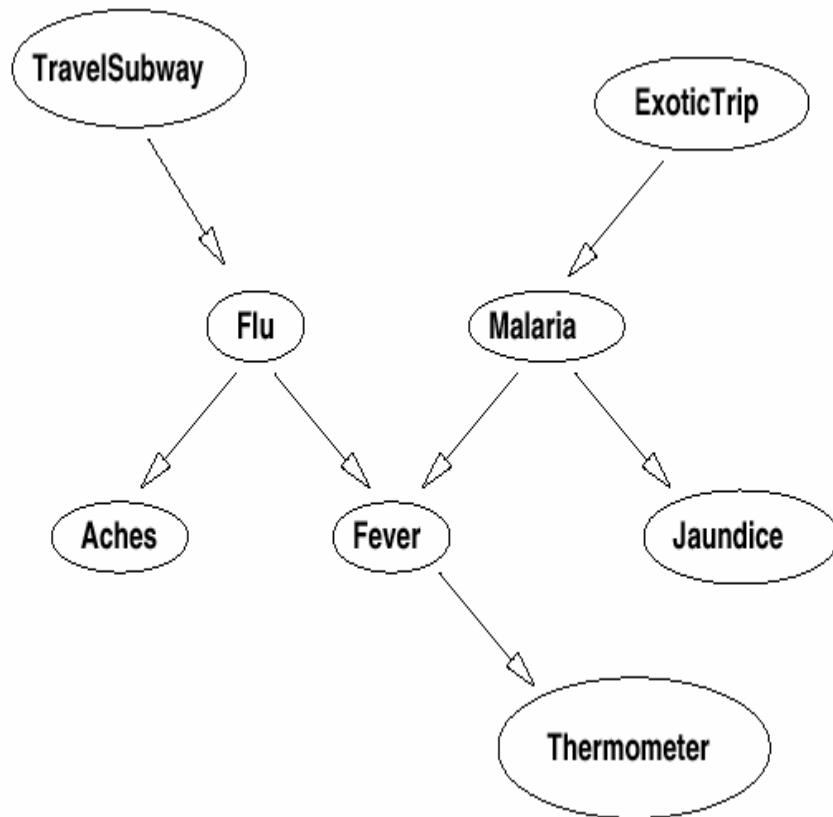 TravelSubway
ExoticTrip
Flu
Malaria
Aches
Fever
Jaundice
Thermometer